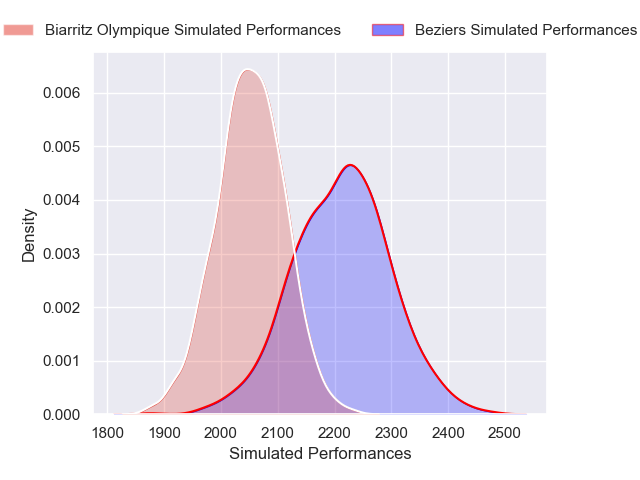 Biarritz Olympique Simulated Performances Beziers Simulated Performances
0.006
0.005
0.004
0.003
0.002
0.001
0.000
Density
1800 1900 2000 2100 2200 2300 2400 2500
Simulated Performances